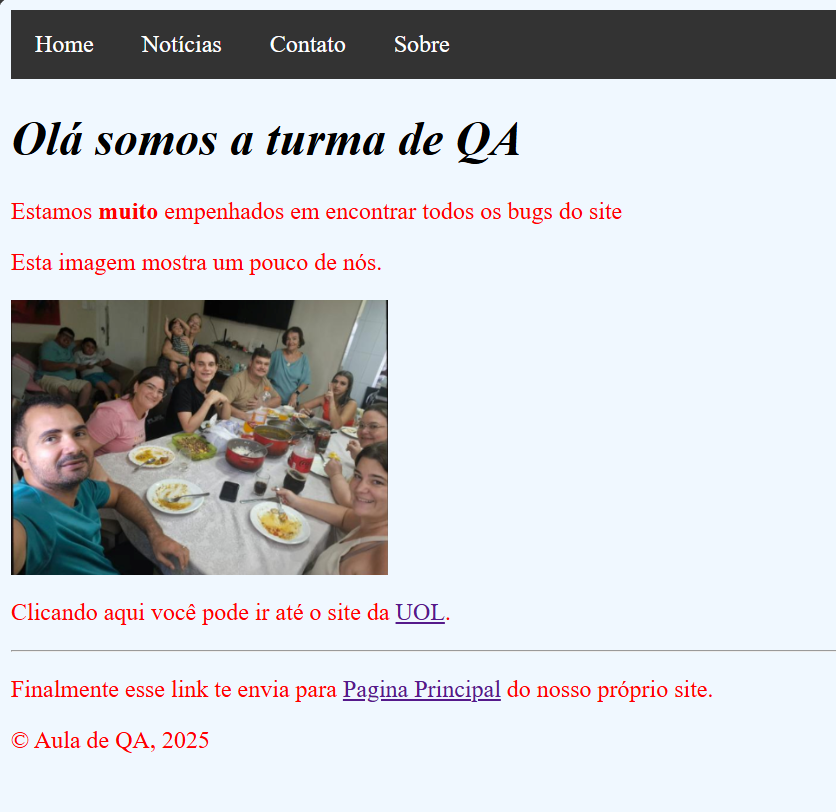 Home Notícias Contato Sobre
Olá somos a turma de QA
Estamos muito empenhados em encontrar todos os bugs do site
Esta imagem mostra um pouco de nós.
Clicando aqui você pode ir até o site da UOL.
Finalmente esse link te envia para Pagina Principal do nosso próprio site.
© Aula de QA, 2025